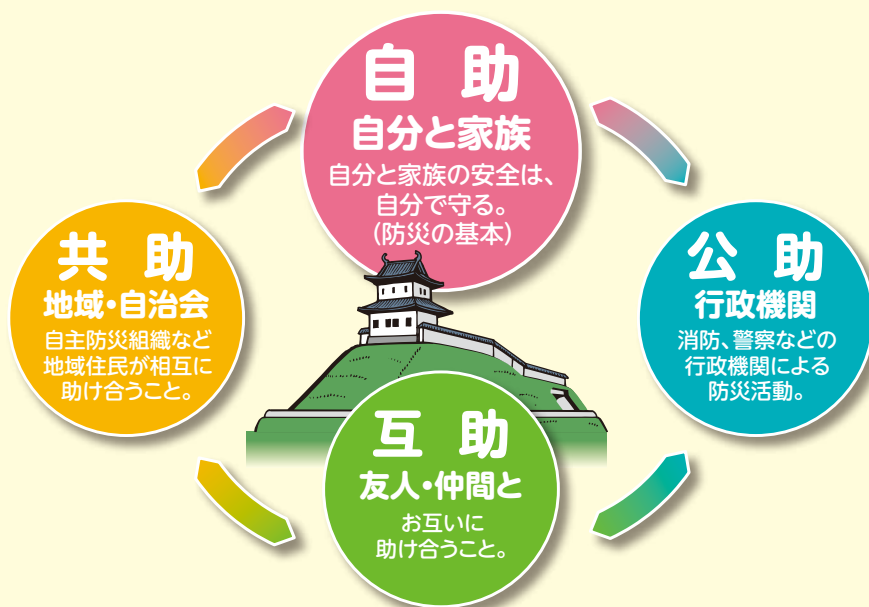 自助
自分と家族
自分と家族の安全は、
自分で守る。
(防災の基本)
共助
地域・自治会
自主防災組織など
地域住民が相互に
助け合うこと。
公助
行政機関
消防、警察などの
行政機関による
防災活動。
互助
友人・仲間と
お互いに
助け合うこと。